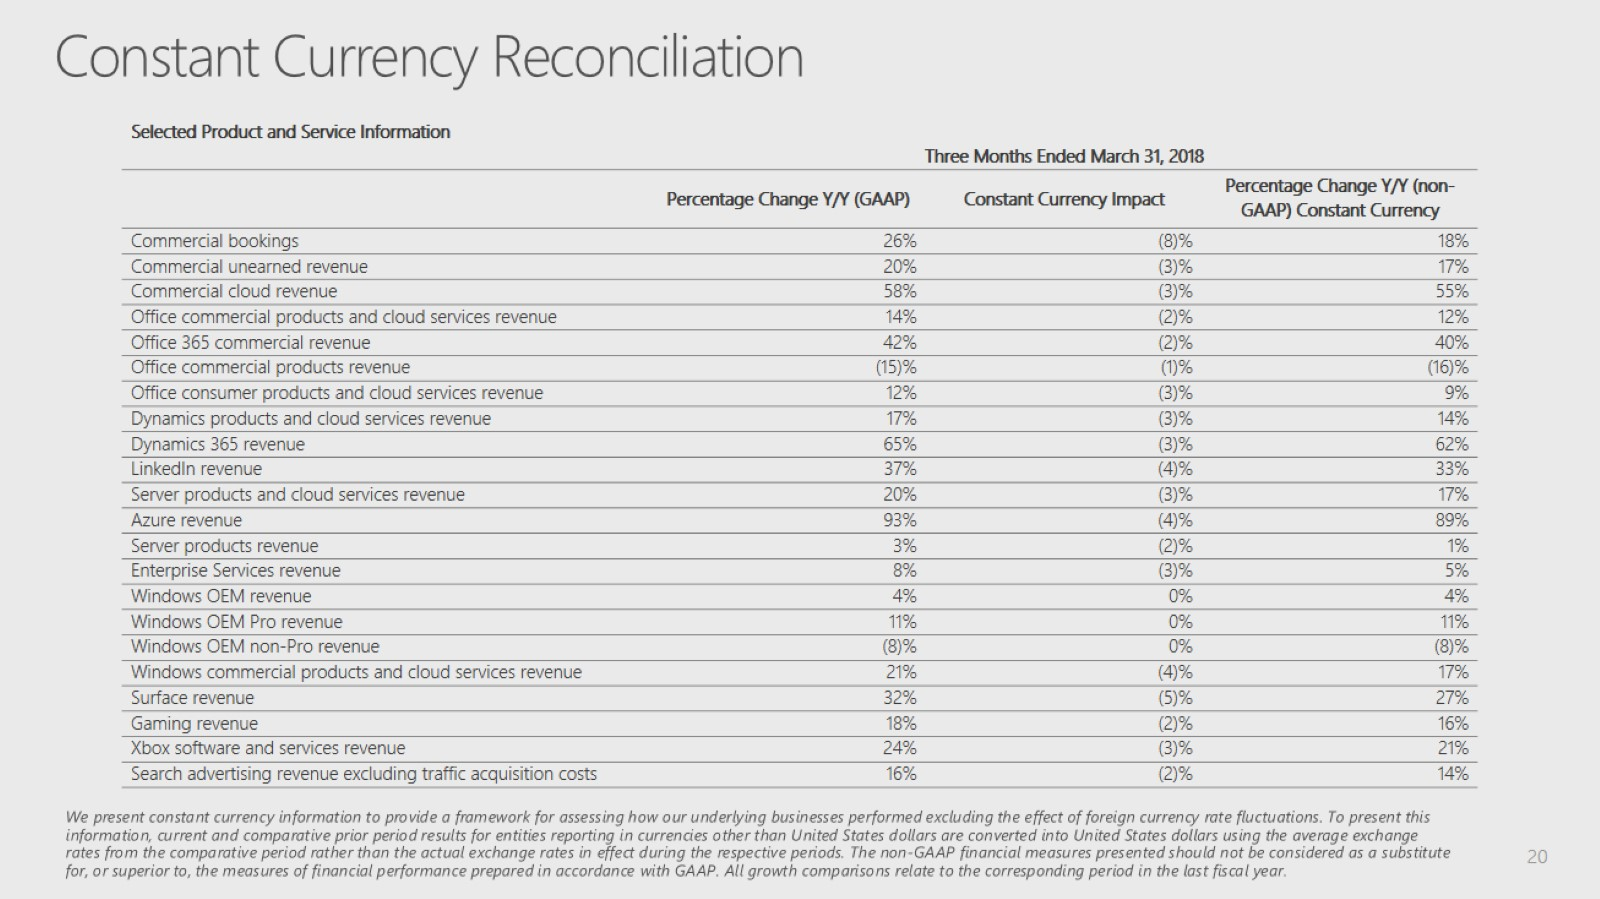 Constant Currency Reconciliation
Selected Product and Service Information
Three Months Ended March 31, 2018
Percentage Change Y/Y (GAAP) Constant Currency Impact Percentage Change Y/Y (non-
GAAP) Constant Currency
Commercial bookings 26% (8)% 18%
Commercial unearned revenue 20% (3)% 17%
Commercial cloud revenue 58% (3)% 55%
Office commercial products and cloud services revenue 14% (2)% 12%
Office 365 commercial revenue 42% (2)% 40%
Office commercial products revenue (15)% (1)% (16)%
Office consumer products and cloud services revenue 12% (3)% 9%
Dynamics products and cloud services revenue 17% (3)% 14%
Dynamics 365 revenue 65% (3)% 62%
LinkedIn revenue 37% (4)% 33%
Server products and cloud services revenue 20% (3)% 17%
Azure revenue 93% (4)% 89%
Server products revenue 3% (2)% 1%
Enterprise Services revenue 8% (3)% 5%
Windows OEM revenue 4% 0% 4%
Windows OEM Pro revenue 11% 0% 11%
Windows OEM non-Pro revenue (8)% 0% (8)%
Windows commercial products and cloud services revenue 21% (4)% 17%
Surface revenue 32% (5)% 27%
Gaming revenue 18% (2)% 16%
Xbox software and services revenue 24% (3)% 21%
Search advertising revenue excluding traffic acquisition costs 16% (2)% 14%
We present constant currency information to provide a framework for assessing how our underlying businesses performed excluding the effect of foreign currency rate fluctuations. To present this
information, current and comparative prior period results for entities reporting in currencies other than United States dollars are converted into United States dollars using the average exchange
rates from the comparative period rather than the actual exchange rates in effect during the respective periods. The non-GAAP financial measures presented should not be considered as a substitute
for, or superior to, the measures of financial performance prepared in accordance with GAAP. All growth comparisons relate to the corresponding period in the last fiscal year.
20